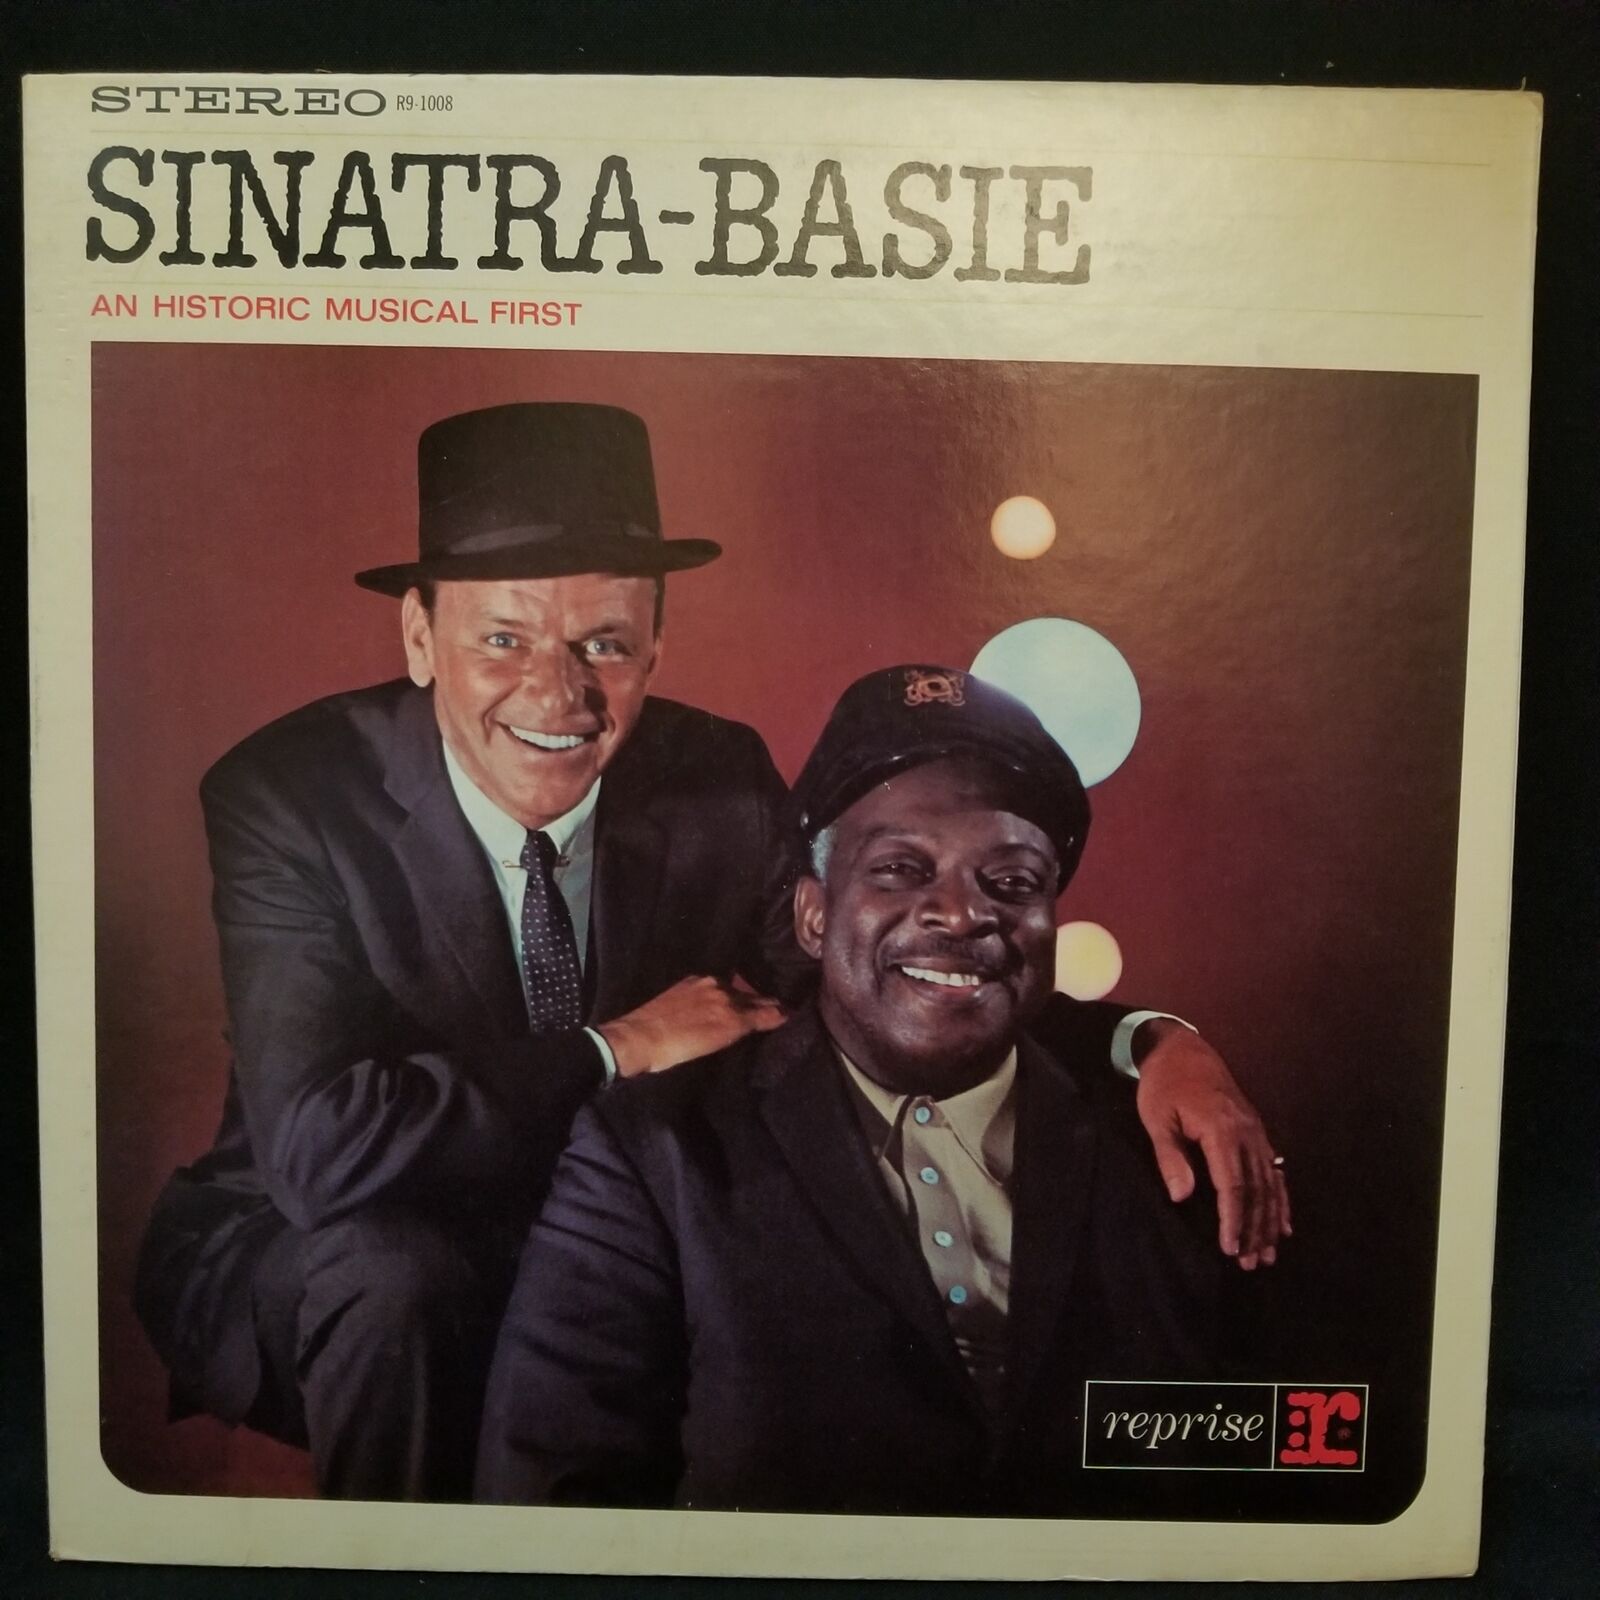 STEREO R9-1008
SINATRA-BASIE
AN HISTORIC MUSICAL FIRST
reprise r